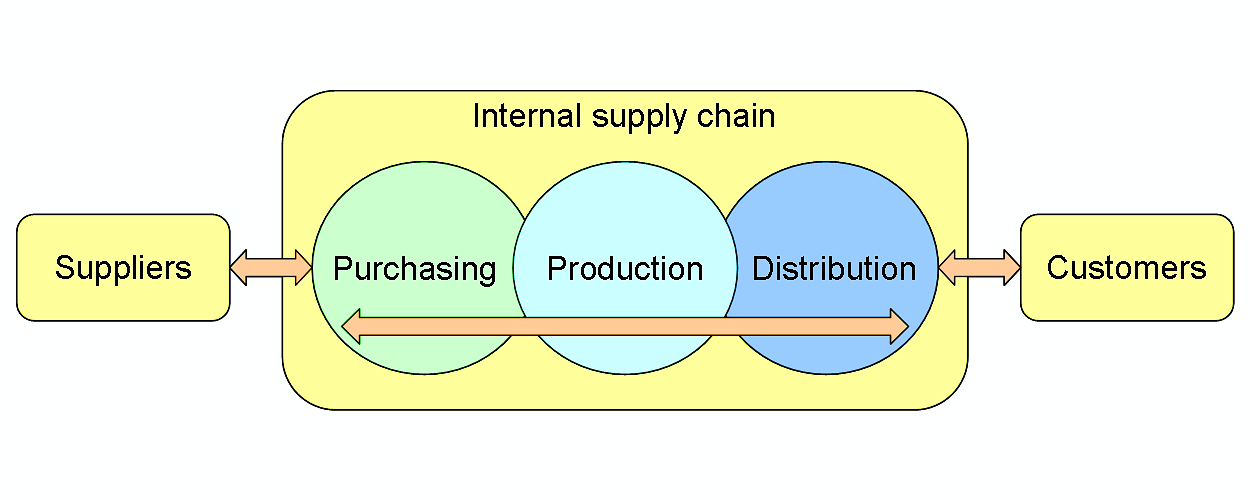 Internal supply chain
Suppliers
Purchasing
Production
Distribution
Customers